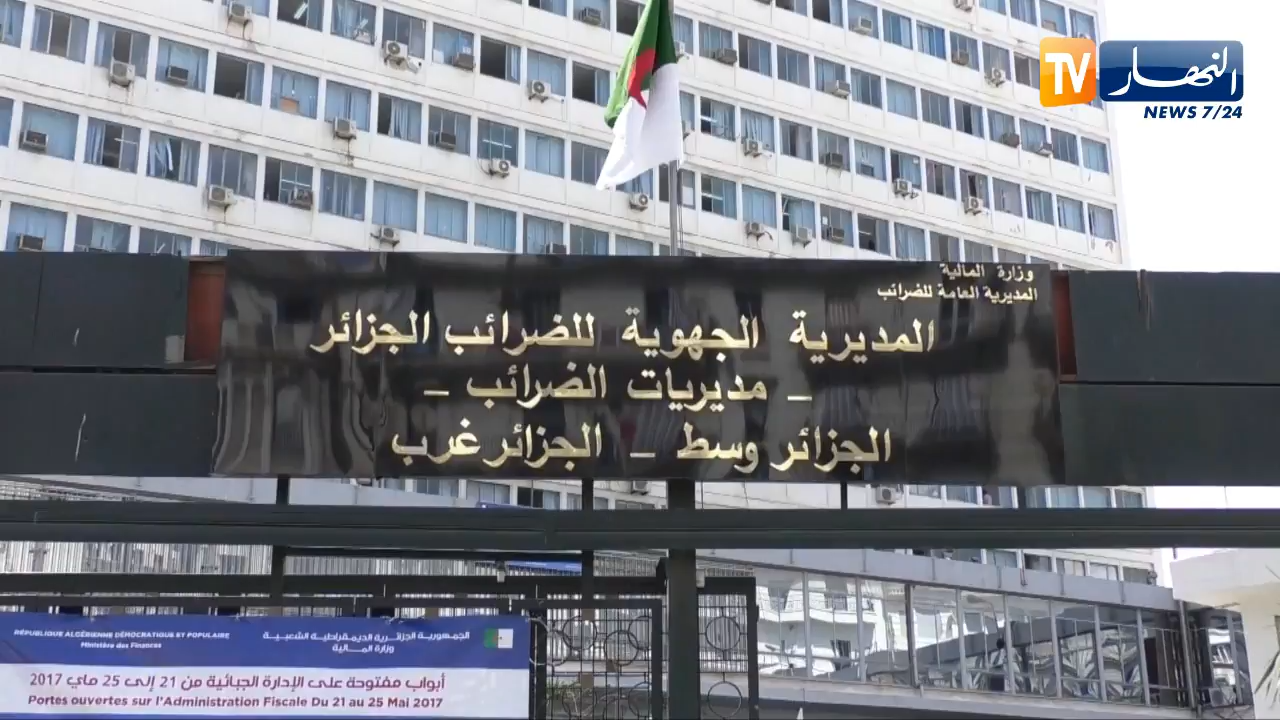 TV النهار
NEWS 7/24
وزارة المالية
المديرية العامة للضرائب
المديرية الجهوية للضرائب الجزائر
_ مديريات الضرائب _
الجزائر وسط _ الجزائر غرب
RÉPUBLIQUE ALGÉRIENNE DÉMOCRATIQUE ET POPULAIRE
Ministère des Finances
الجمهورية الجزائرية الديمقراطية الشعبية
وزارة المـالـية
أبواب مفتوحة على الإدارة الجبائية من 21 إلى 25 ماي 2017
Portes ouvertes sur l'Administration Fiscale Du 21 au 25 Mai 2017